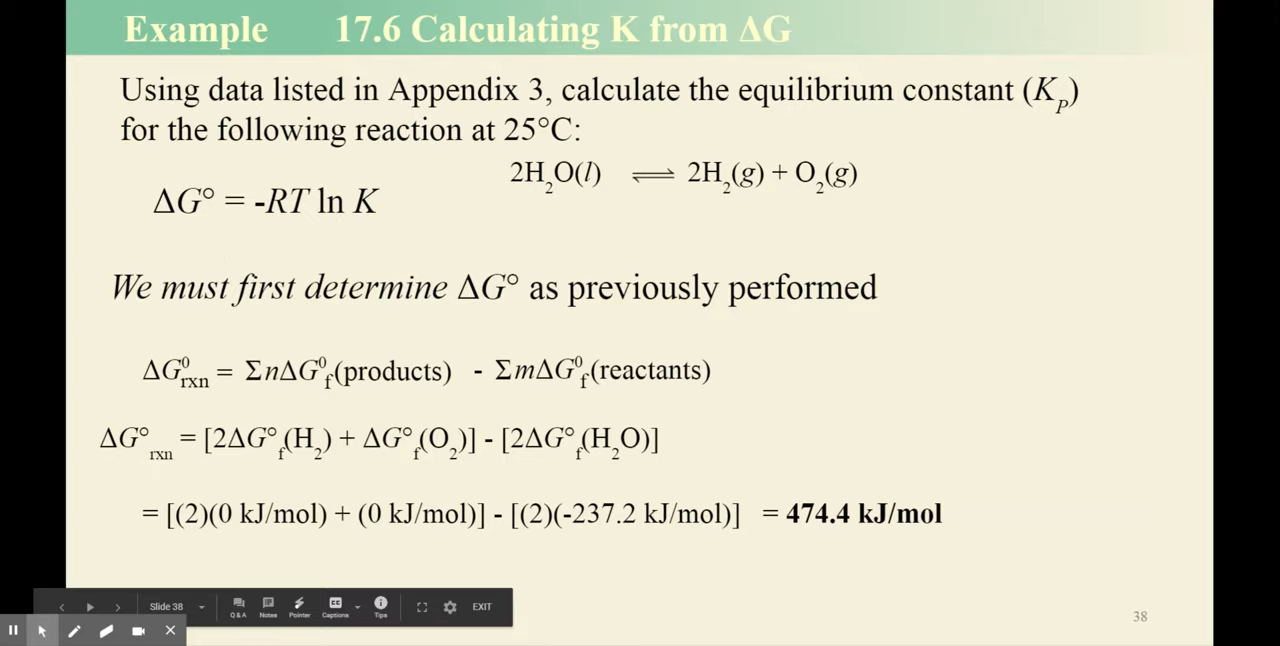 Example 17.6 Calculating K from ΔG
Using data listed in Appendix 3, calculate the equilibrium constant (K_P)
for the following reaction at 25°C:
2H₂O(l) ⇌ 2H₂(g) + O₂(g)
ΔG° = -RT ln K
We must first determine ΔG° as previously performed
ΔG⁰_rxn = ΣnΔG⁰_f(products) - ΣmΔG⁰_f(reactants)
ΔG°_rxn = [2ΔG°_f(H₂) + ΔG°_f(O₂)] - [2ΔG°_f(H₂O)]
= [(2)(0 kJ/mol) + (0 kJ/mol)] - [(2)(-237.2 kJ/mol)] = 474.4 kJ/mol
Slide 38
Q&A Notes Pointer Captions Tips EXIT
38